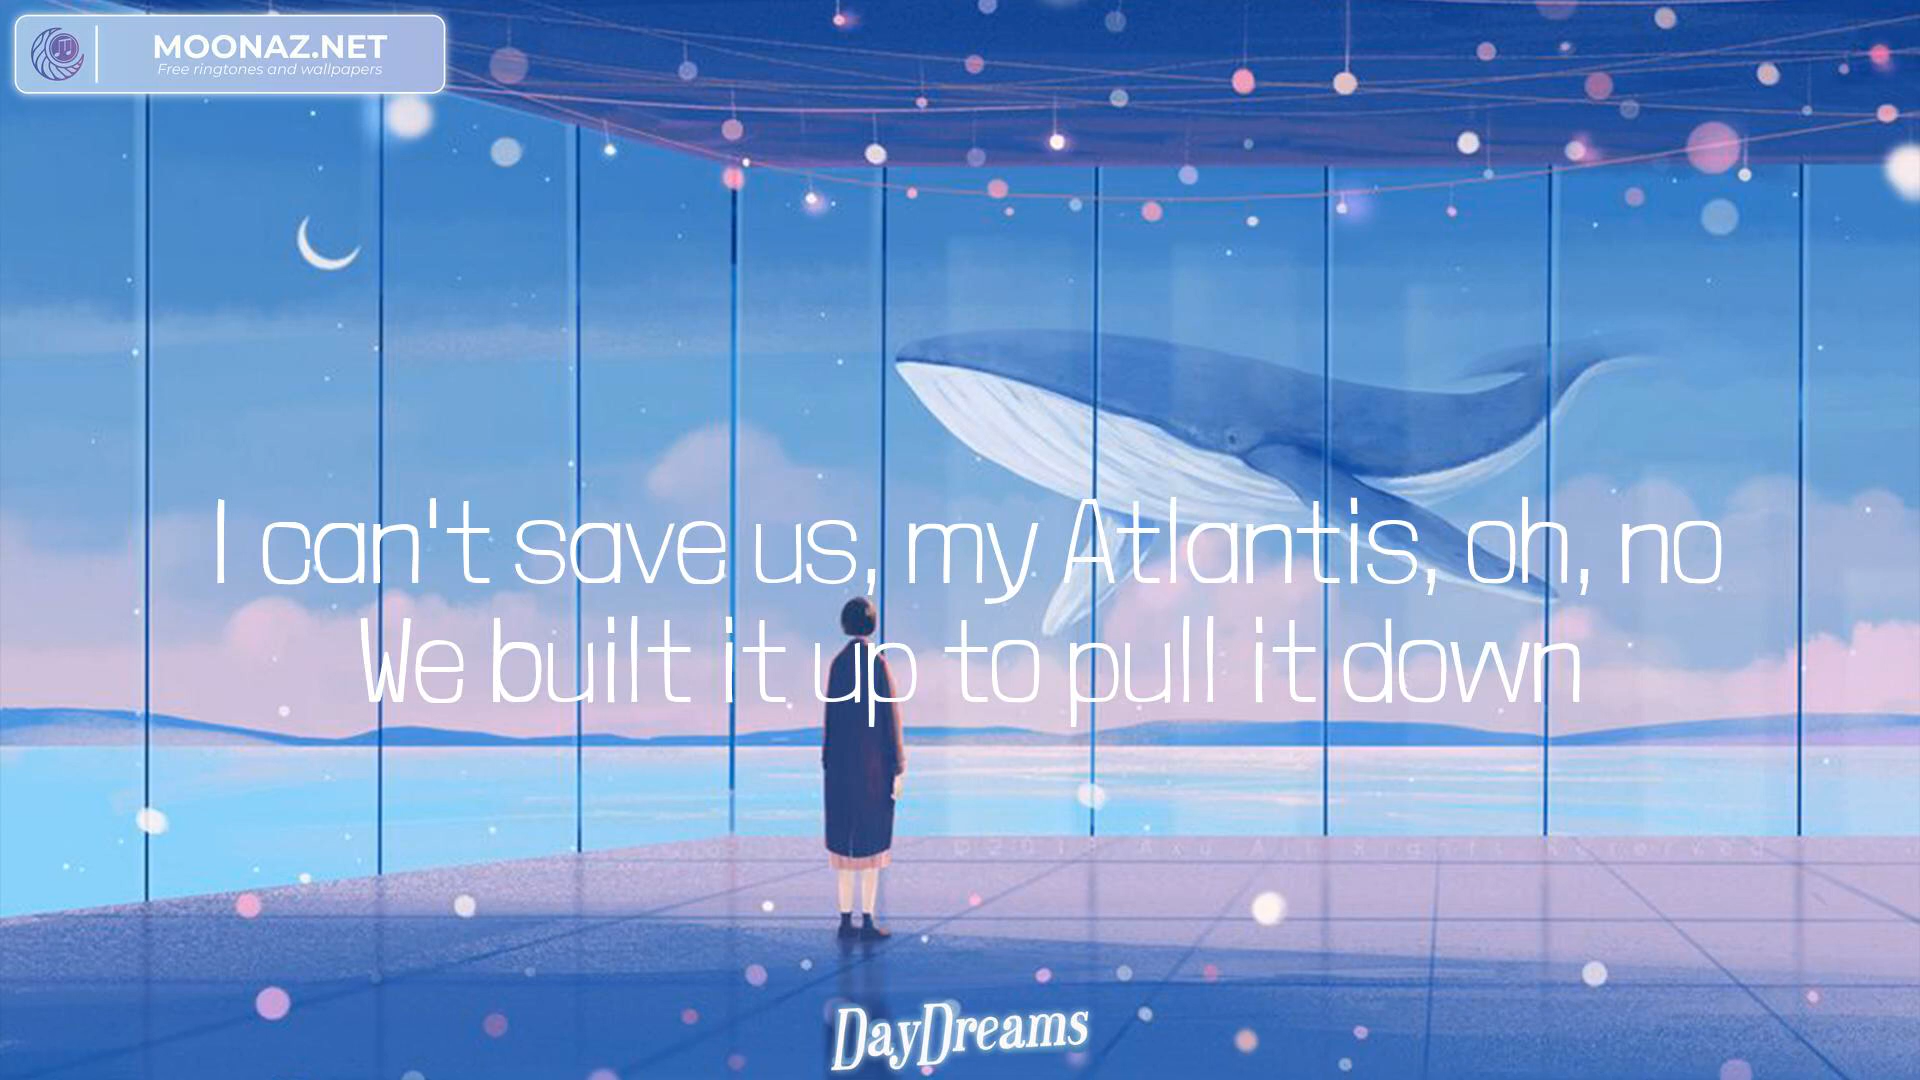 MOONAZ.NET
Free ringtones and wallpapers
I can't save us, my Atlantis, oh, no
We built it up to pull it down
DayDreams